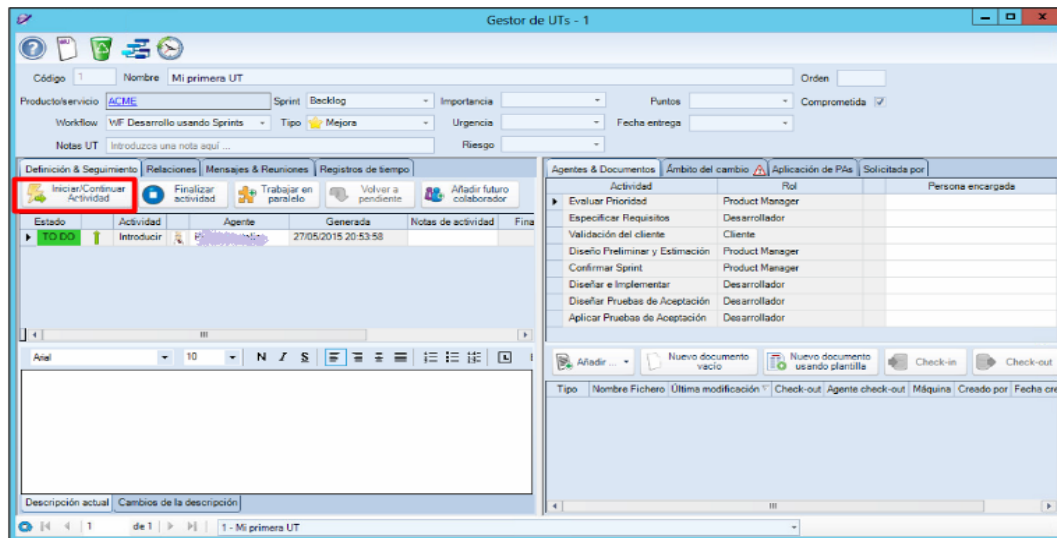 Gestor de UTs - 1
Código 1 Nombre Mi primera UT Orden
Producto/servicio ACME Sprint Backlog Importancia Puntos Comprometida
Workflow WF Desarrollo usando Sprints Tipo Mejora Urgencia Fecha entrega
Notas UT Introduzca una nota aquí ... Riesgo
Definición & Seguimiento Relaciones Mensajes & Reuniones Registros de tiempo
Iniciar/Continuar Actividad Finalizar actividad Trabajar en paralelo Volver a pendiente Añadir futuro colaborador
Estado Actividad Agente Generada Notas de actividad Fina
TO DO Introducir 27/05/2015 20:53:58
Arial 10 N I S
Descripción actual Cambios de la descripción
Agentes & Documentos Ámbito del cambio Aplicación de PAs Solicitada por
Actividad Rol Persona encargada
Evaluar Prioridad Product Manager
Especificar Requisitos Desarrollador
Validación del cliente Cliente
Diseño Preliminar y Estimación Product Manager
Confirmar Sprint Product Manager
Diseñar e Implementar Desarrollador
Diseñar Pruebas de Aceptación Desarrollador
Aplicar Pruebas de Aceptación Desarrollador
Añadir ... Nuevo documento vacío Nuevo documento usando plantilla Check-in Check-out
Tipo Nombre Fichero Última modificación Check-out Agente check-out Máquina Creado por Fecha cre
1 de 1 1 - Mi primera UT